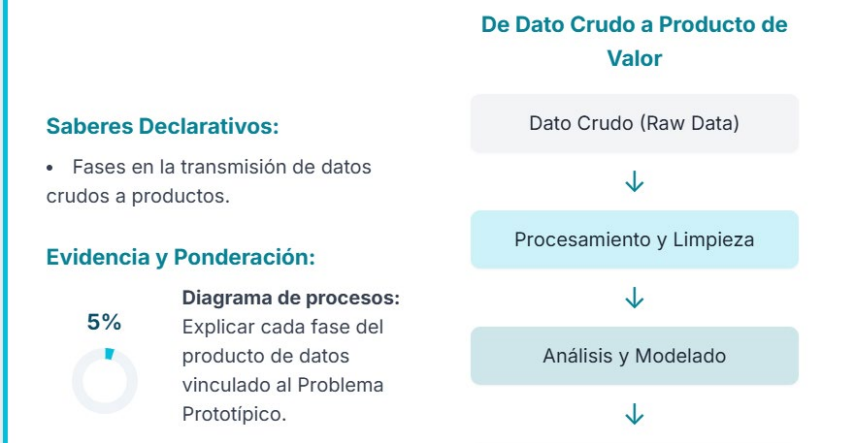 De Dato Crudo a Producto de
Valor
Saberes Declarativos:
• Fases en la transmisión de datos
crudos a productos.
Evidencia y Ponderación:
5%
Diagrama de procesos:
Explicar cada fase del
producto de datos
vinculado al Problema
Prototípico.
Dato Crudo (Raw Data)
↓
Procesamiento y Limpieza
↓
Análisis y Modelado
↓